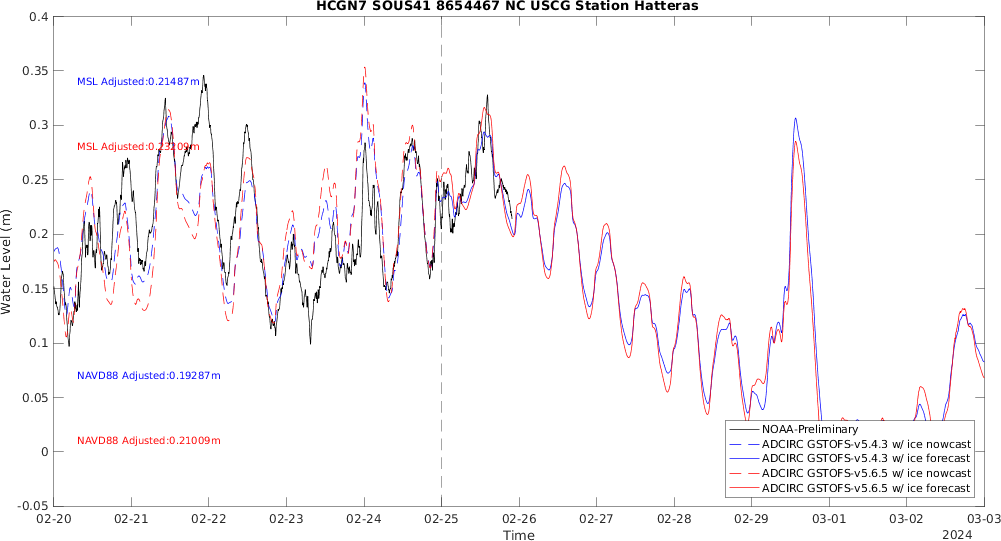 HCGN7 SOUS41 8654467 NC USCG Station Hatteras
0.4
0.35
MSL Adjusted:0.21487m
0.3
MSL Adjusted:0.23209m
0.25
0.2
Water Level (m)
0.15
0.1
NAVD88 Adjusted:0.19287m
0.05
NAVD88 Adjusted:0.21009m
0
-0.05
NOAA-Preliminary
ADCIRC GSTOFS-v5.4.3 w/ ice nowcast
ADCIRC GSTOFS-v5.4.3 w/ ice forecast
ADCIRC GSTOFS-v5.6.5 w/ ice nowcast
ADCIRC GSTOFS-v5.6.5 w/ ice forecast
02-20 02-21 02-22 02-23 02-24 02-25 02-26 02-27 02-28 02-29 03-01 03-02 03-03
Time
2024